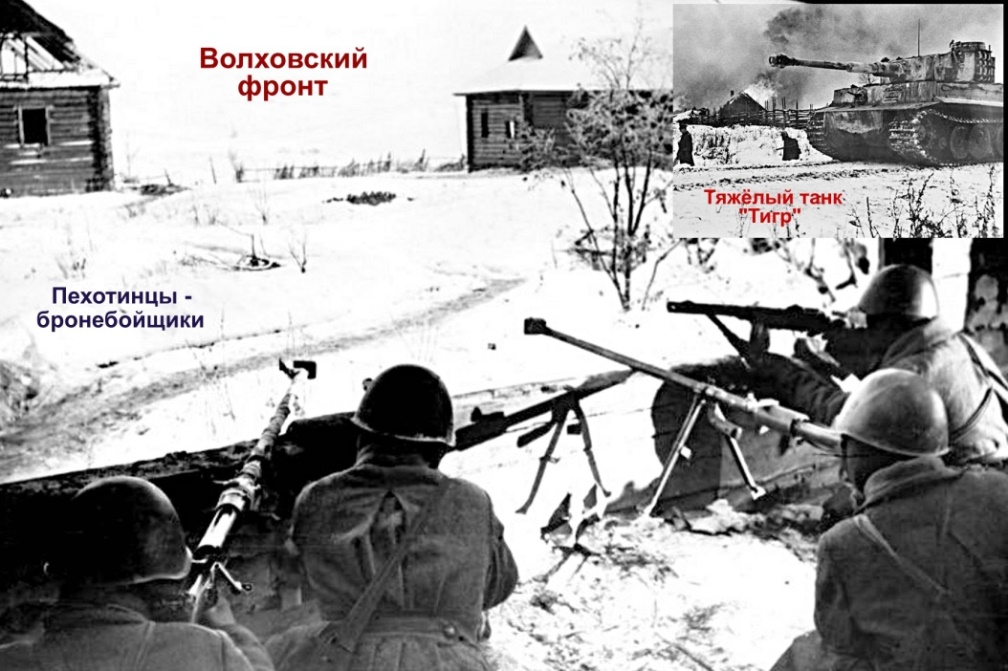 Волховский
фронт
Тяжёлый танк
"Тигр"
Пехотинцы -
бронебойщики